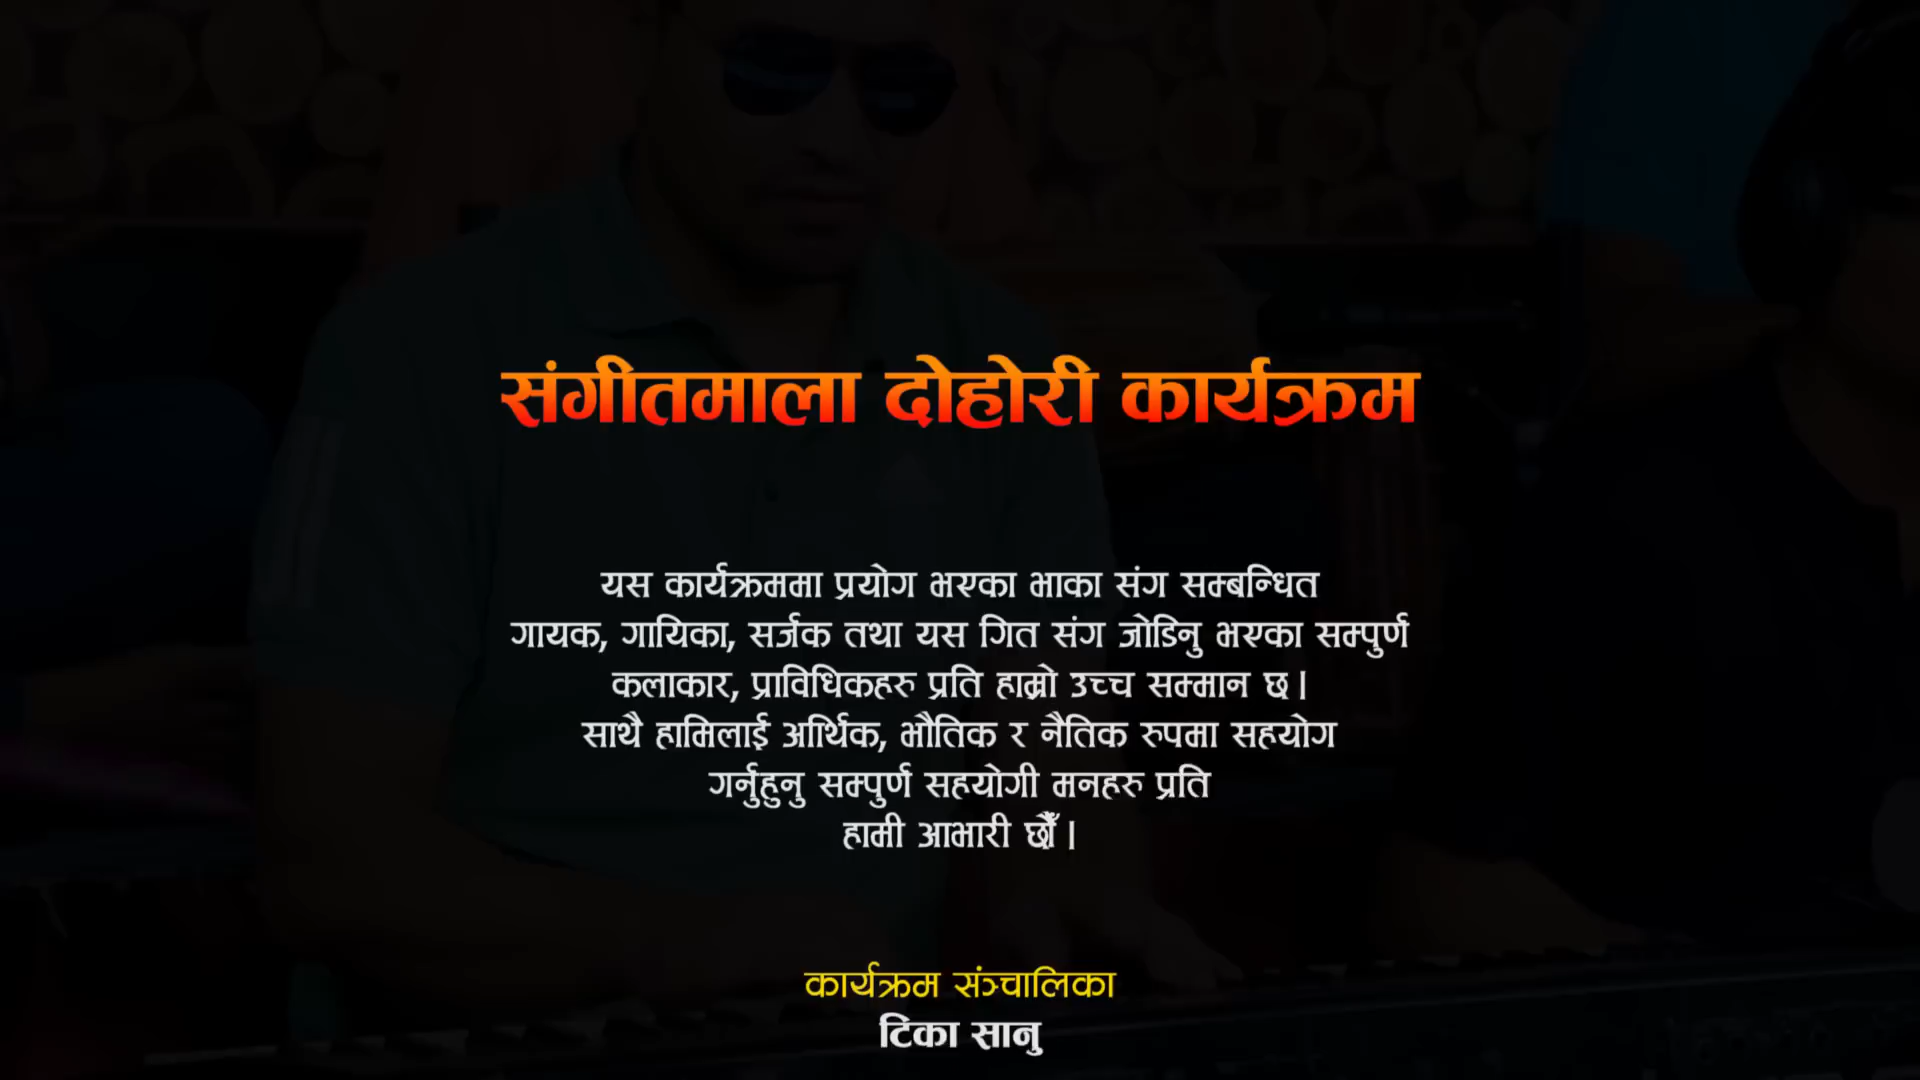 संगीतमाला दोहोरी कार्यक्रम
यस कार्यक्रममा प्रयोग भएका भाका संग सम्बन्धित
गायक, गायिका, सर्जक तथा यस गित संग जोडिनु भएका सम्पुर्ण
कलाकार, प्राविधिकहरु प्रति हाम्रो उच्च सम्मान छ।
साथै हामिलाई अर्थिक, भौतिक र नैतिक रुपमा सहयोग
गर्नुहुनु सम्पुर्ण सहयोगी मनहरु प्रति
हामी आभारी छौँ।
कार्यक्रम संञ्चालिका
टिका सानु